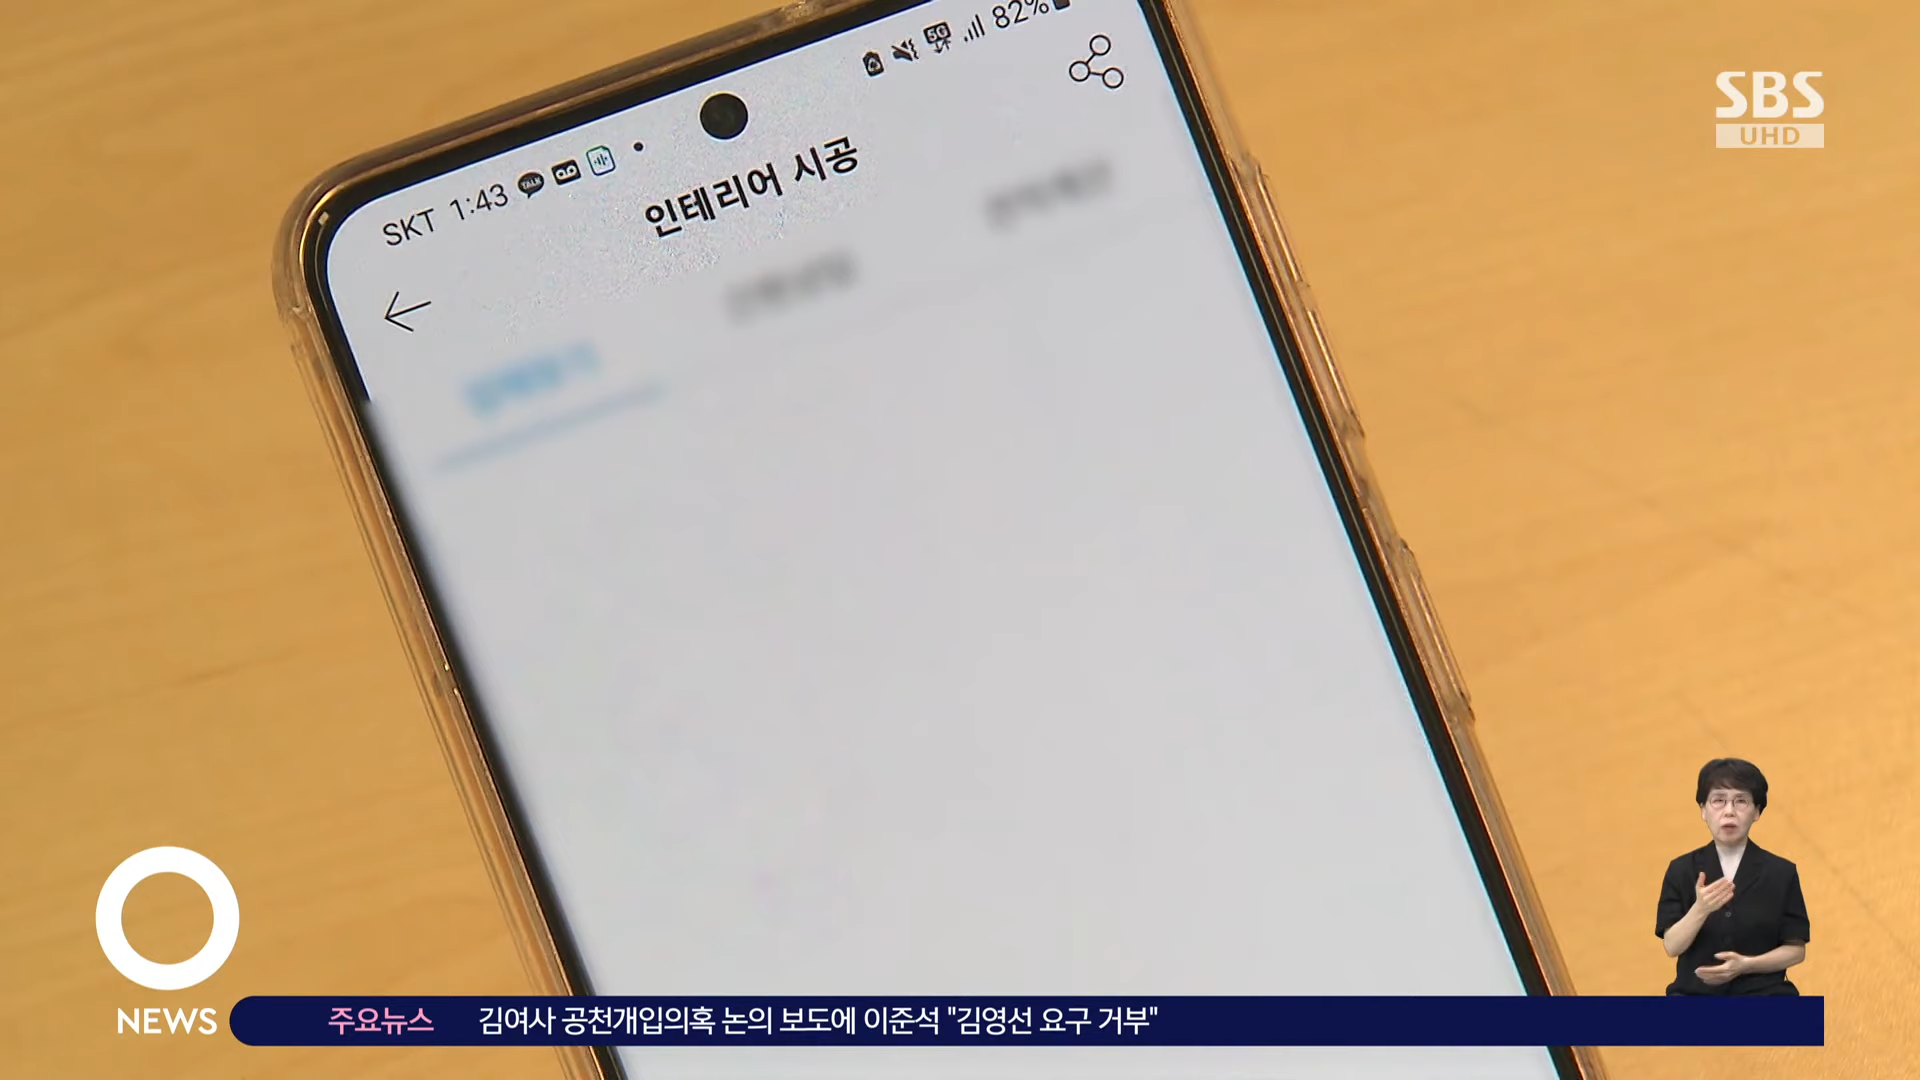 SKT 1:43
TALK
5G
82%
SBS
UHD
인테리어 시공
NEWS
주요뉴스 김여사 공천개입의혹 논의 보도에 이준석 "김영선 요구 거부"